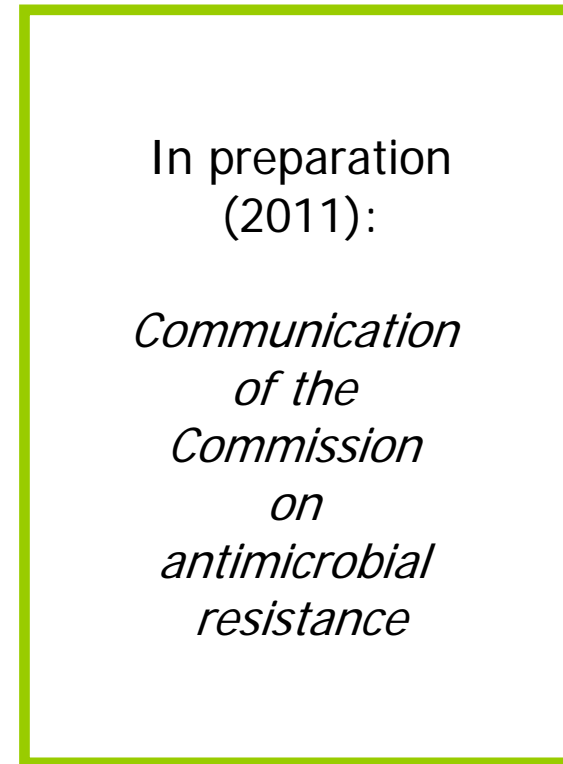 In preparation
(2011):
Communication
of the
Commission
on
antimicrobial
resistance